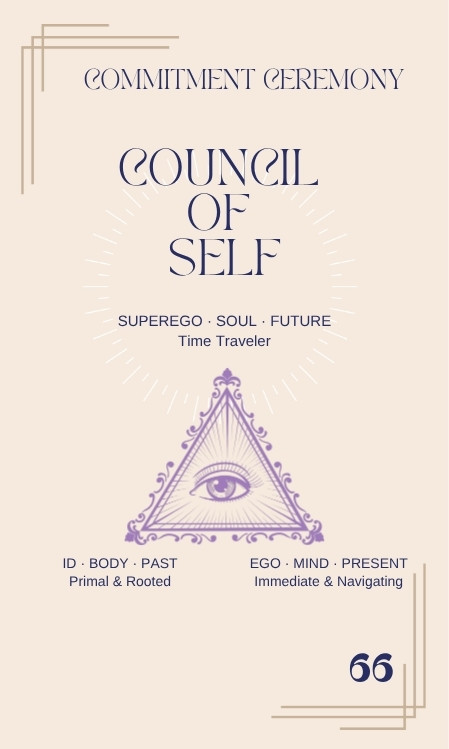 COMMITMENT CEREMONY
COUNCIL
OF
SELF
SUPEREGO · SOUL · FUTURE
Time Traveler
ID · BODY · PAST
Primal & Rooted
EGO · MIND · PRESENT
Immediate & Navigating
66